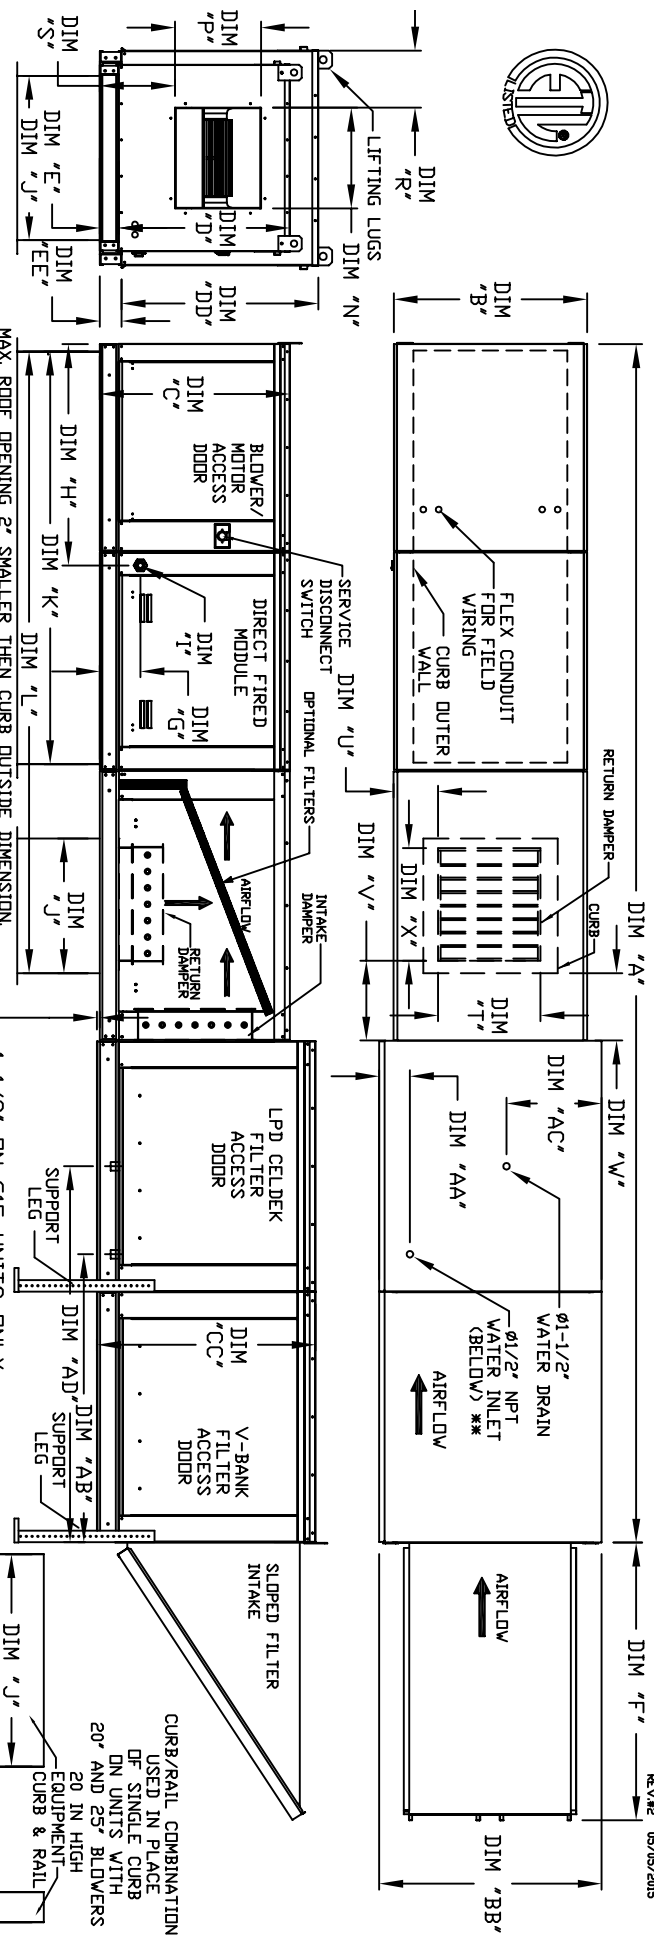 REV.#2 05/05/2015
DIM "A"
DIM "W"
DIM "F"
DIM
"B"
FLEX CONDUIT
FOR FIELD
WIRING
CURB OUTER
WALL
RETURN DAMPER
CURB
DIM
"T"
DIM "X"
DIM "V"
DIM "U"
DIM "AC"
DIM "AA"
ø1-1/2"
WATER DRAIN
ø1/2" NPT
WATER INLET
(BELOW) **
AIRFLOW
AIRFLOW
DIM "BB"
LISTED
DIM
"P"
DIM
"S"
DIM
"R"
LIFTING LUGS
DIM "N"
DIM
"D"
DIM
"DD"
DIM "E"
DIM "J"
DIM
"EE"
DIM
"C"
BLOWER/
MOTOR
ACCESS
DOOR
SERVICE
DISCONNECT
SWITCH
DIRECT FIRED
MODULE
DIM
"I"
DIM
"G"
OPTIONAL FILTERS
AIRFLOW
INTAKE
DAMPER
RETURN
DAMPER
LPD CELDEK
FILTER
ACCESS
DOOR
DIM
"CC"
V-BANK
FILTER
ACCESS
DOOR
SLOPED FILTER
INTAKE
DIM "H"
DIM "K"
DIM "L"
DIM
"J"
SUPPORT
LEG
DIM "AD"
DIM "AB"
SUPPORT
LEG
CURB/RAIL COMBINATION
USED IN PLACE
OF SINGLE CURB
ON UNITS WITH
20" AND 25" BLOWERS
20 IN HIGH
EQUIPMENT
CURB & RAIL
DIM "J"
MAX. ROOF OPENING 2" SMALLER THEN CURB OUTSIDE DIMENSION.